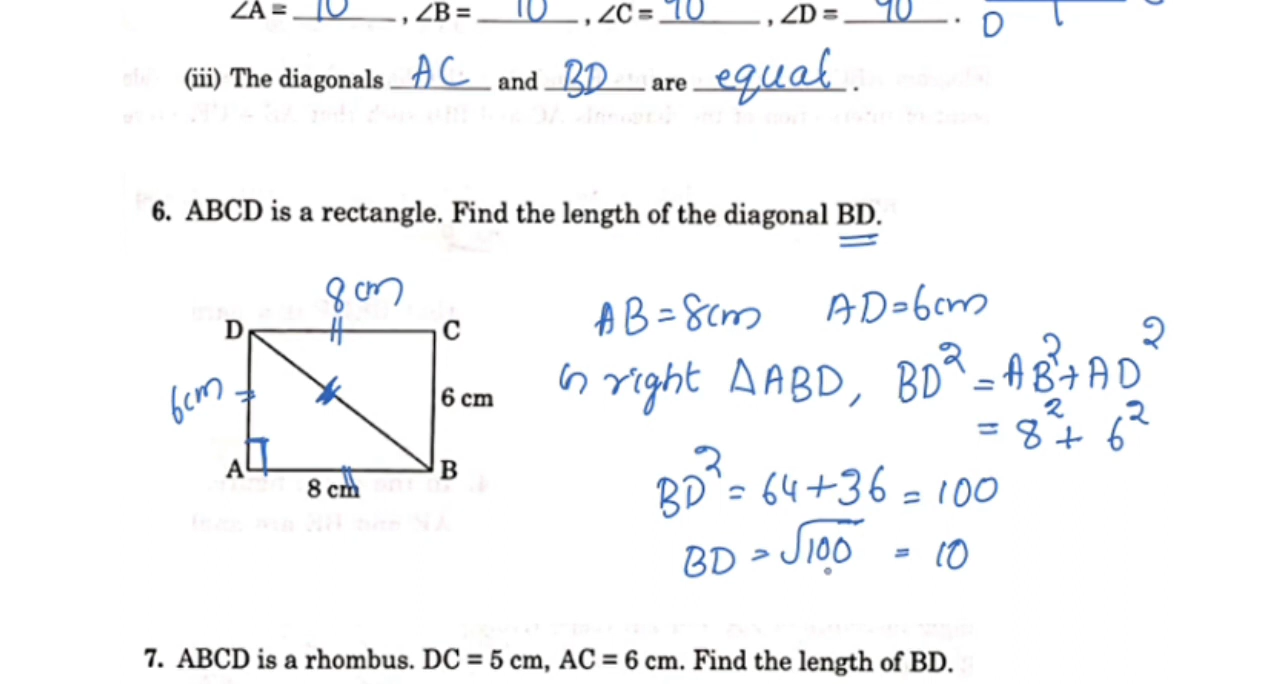 ∠A = 90, ∠B = 90, ∠C = 90, ∠D = 90.
D
(iii) The diagonals AC and BD are equal.
6. ABCD is a rectangle. Find the length of the diagonal BD.
8 cm
D C
6cm
6 cm
A B
8 cm
AB = 8cm AD = 6cm
In right ΔABD, BD² = AB² + AD²
= 8² + 6²
BD² = 64 + 36 = 100
BD = √100 = 10
7. ABCD is a rhombus. DC = 5 cm, AC = 6 cm. Find the length of BD.